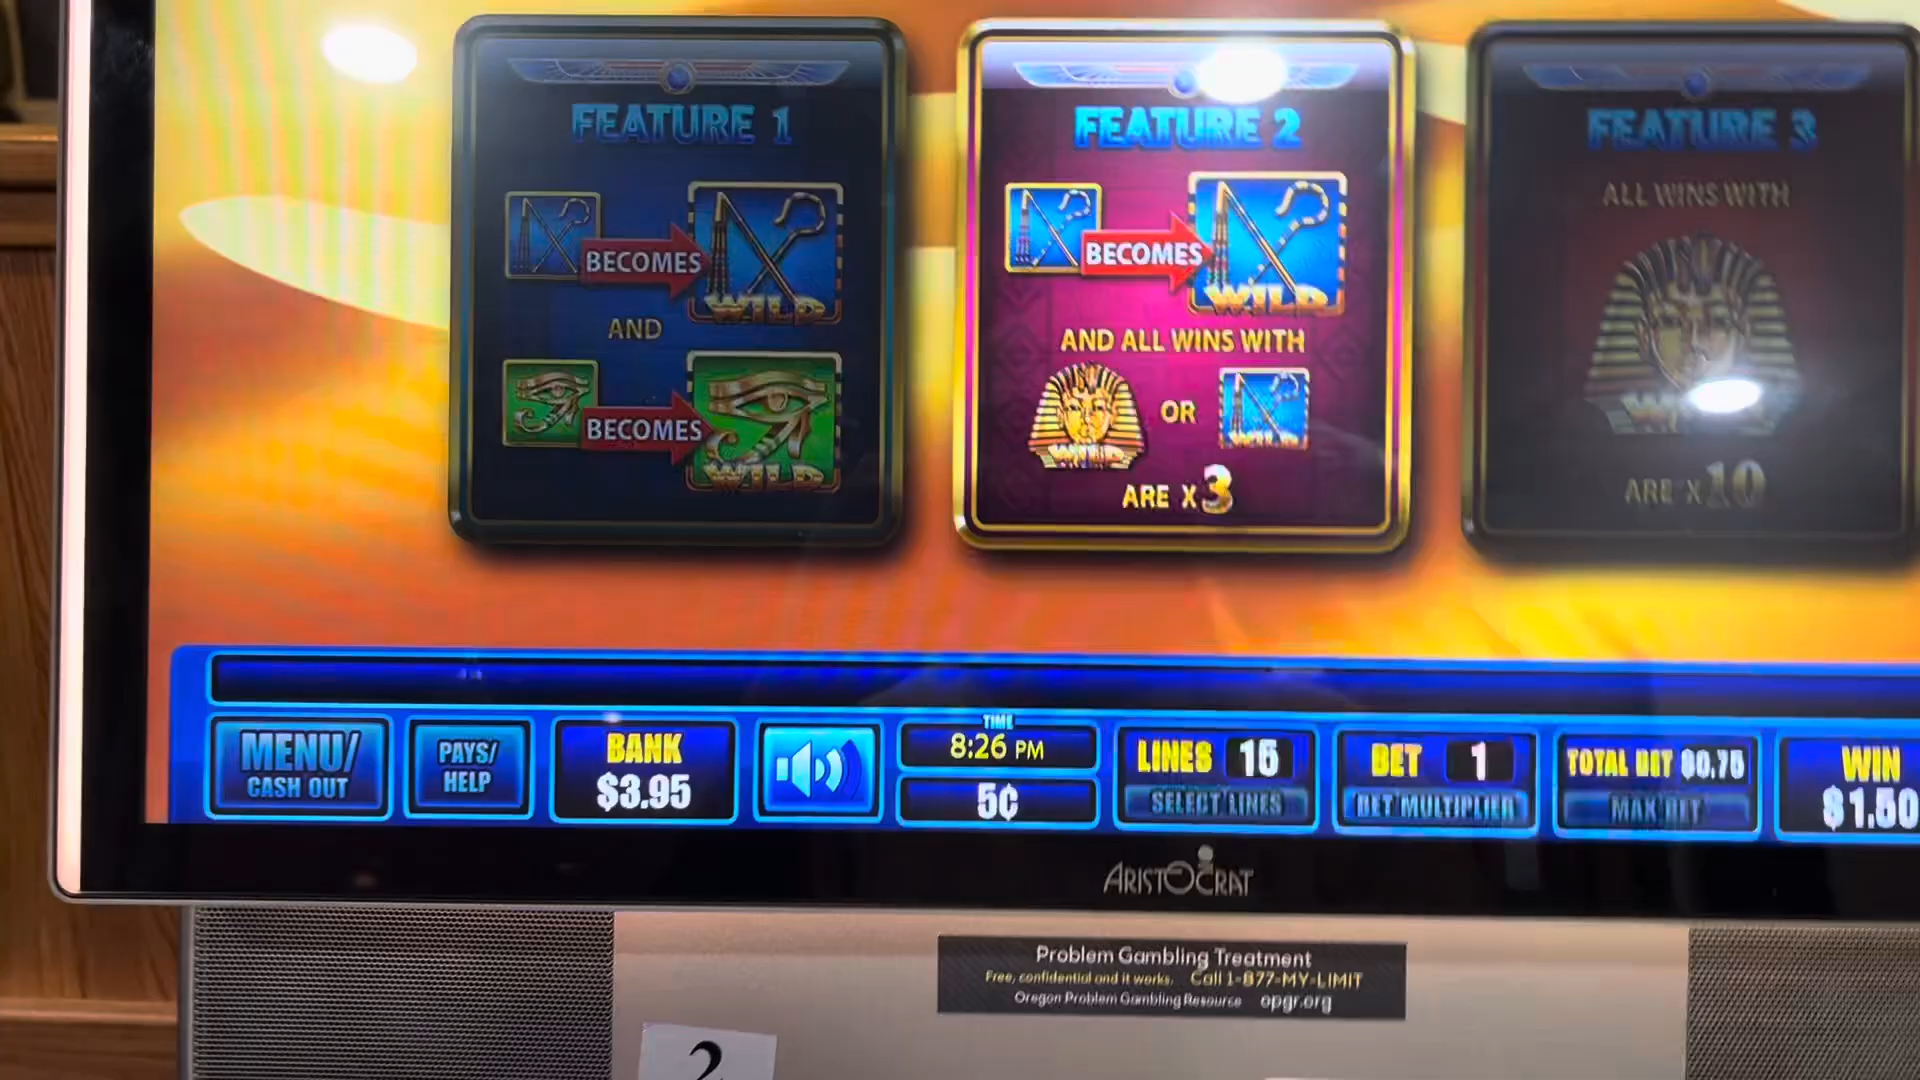 FEATURE 1
BECOMES
WILD
AND
BECOMES
WILD
FEATURE 2
BECOMES
WILD
AND ALL WINS WITH
WILD
OR
WILD
ARE X3
FEATURE 3
ALL WINS WITH
WILD
ARE X10
MENU/
CASH OUT
PAYS/
HELP
BANK
$3.95
TIME
8:26 PM
5¢
LINES 15
SELECT LINES
BET 1
BET MULTIPLIER
TOTAL BET $0.75
MAX BET
WIN
$1.50
ARISTOCRAT
Problem Gambling Treatment
Free, confidential and it works. Call 1-877-MY-LIMIT
Oregon Problem Gambling Resource opgr.org
2